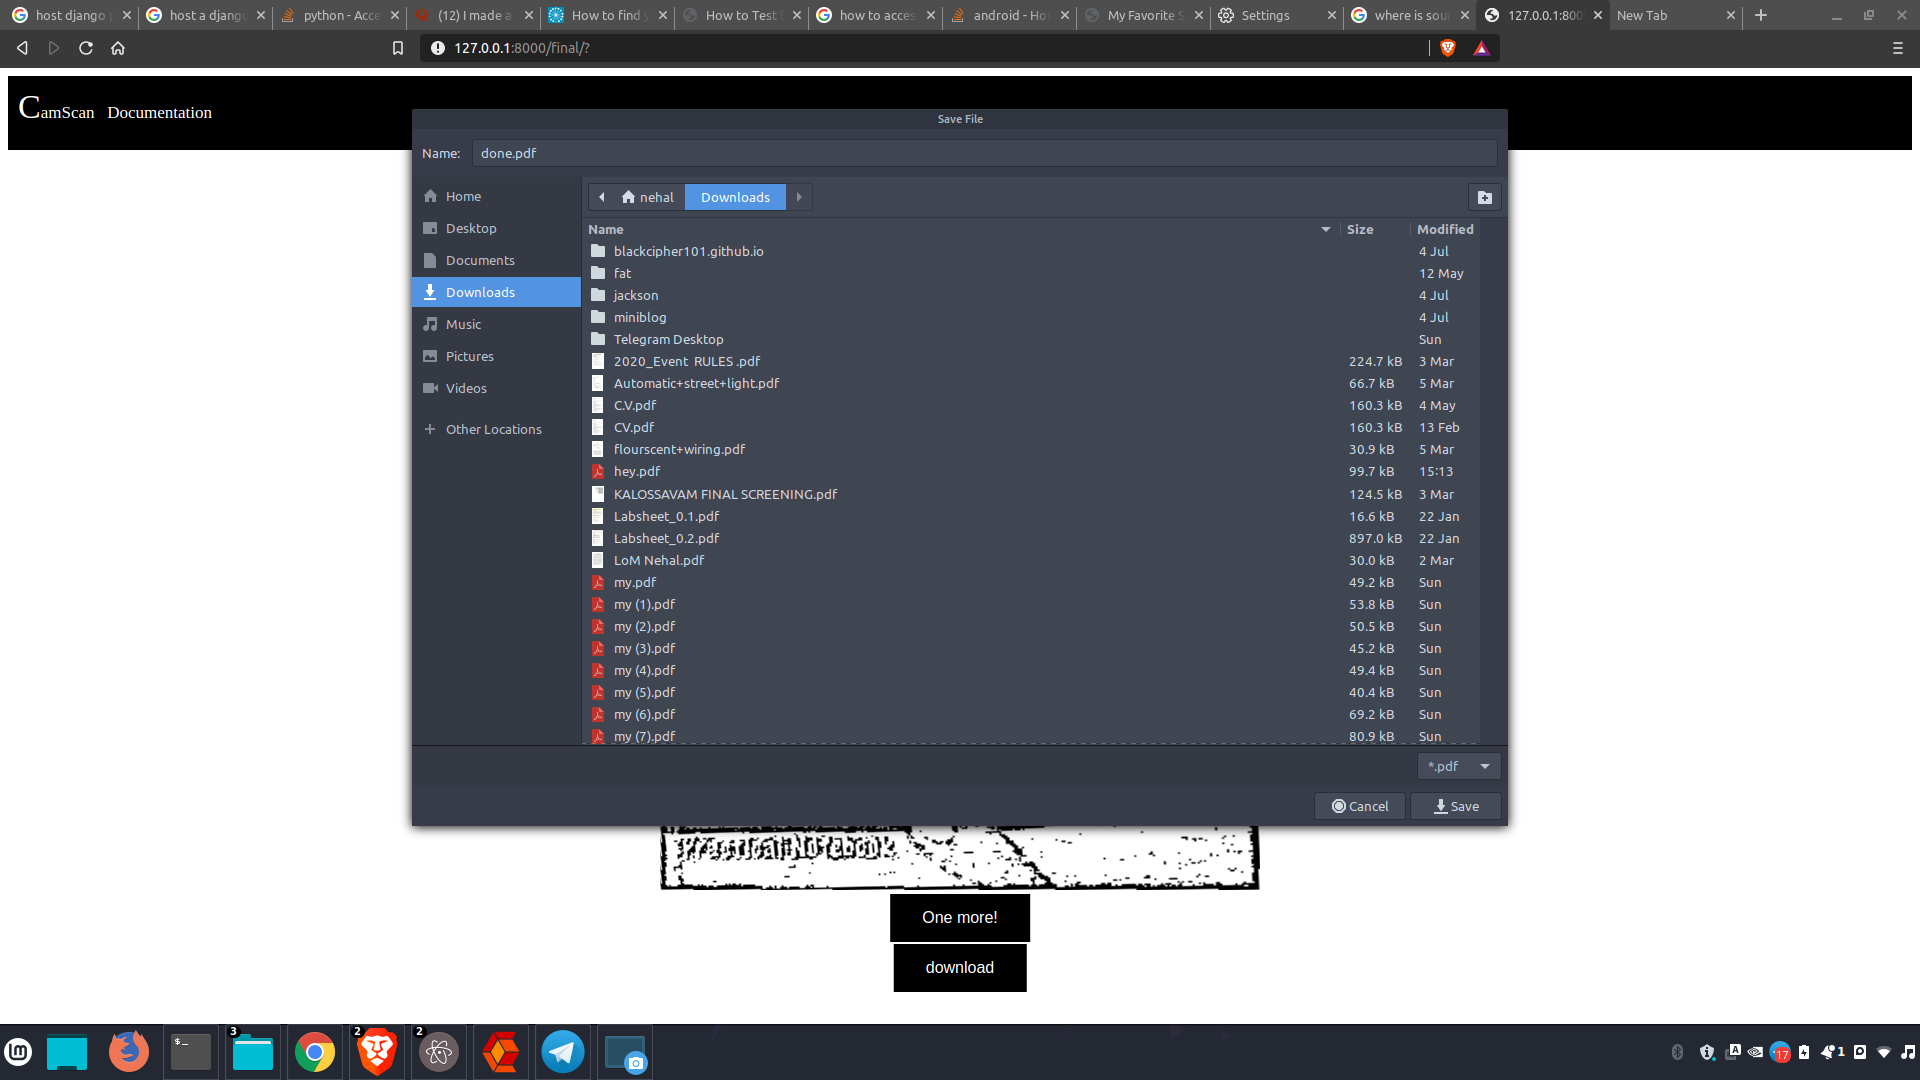 host django p
host a django
python - Acce
(12) I made a
How to find y
How to Test D
how to acces
android - How
My Favorite S
Settings
where is sour
127.0.0.1:800
New Tab
127.0.0.1:8000/final/?
CamScan Documentation
Save File
Name: done.pdf
Home
Desktop
Documents
Downloads
Music
Pictures
Videos
Other Locations
nehal Downloads
Name Size Modified
blackcipher101.github.io 4 Jul
fat 12 May
jackson 4 Jul
miniblog 4 Jul
Telegram Desktop Sun
2020_Event RULES .pdf 224.7 kB 3 Mar
Automatic+street+light.pdf 66.7 kB 5 Mar
C.V.pdf 160.3 kB 4 May
CV.pdf 160.3 kB 13 Feb
flourscent+wiring.pdf 30.9 kB 5 Mar
hey.pdf 99.7 kB 15:13
KALOSSAVAM FINAL SCREENING.pdf 124.5 kB 3 Mar
Labsheet_0.1.pdf 16.6 kB 22 Jan
Labsheet_0.2.pdf 897.0 kB 22 Jan
LoM Nehal.pdf 30.0 kB 2 Mar
my.pdf 49.2 kB Sun
my (1).pdf 53.8 kB Sun
my (2).pdf 50.5 kB Sun
my (3).pdf 45.2 kB Sun
my (4).pdf 49.4 kB Sun
my (5).pdf 40.4 kB Sun
my (6).pdf 69.2 kB Sun
my (7).pdf 80.9 kB Sun
*.pdf
Cancel Save
One more!
download
3
2
2
A
17
1